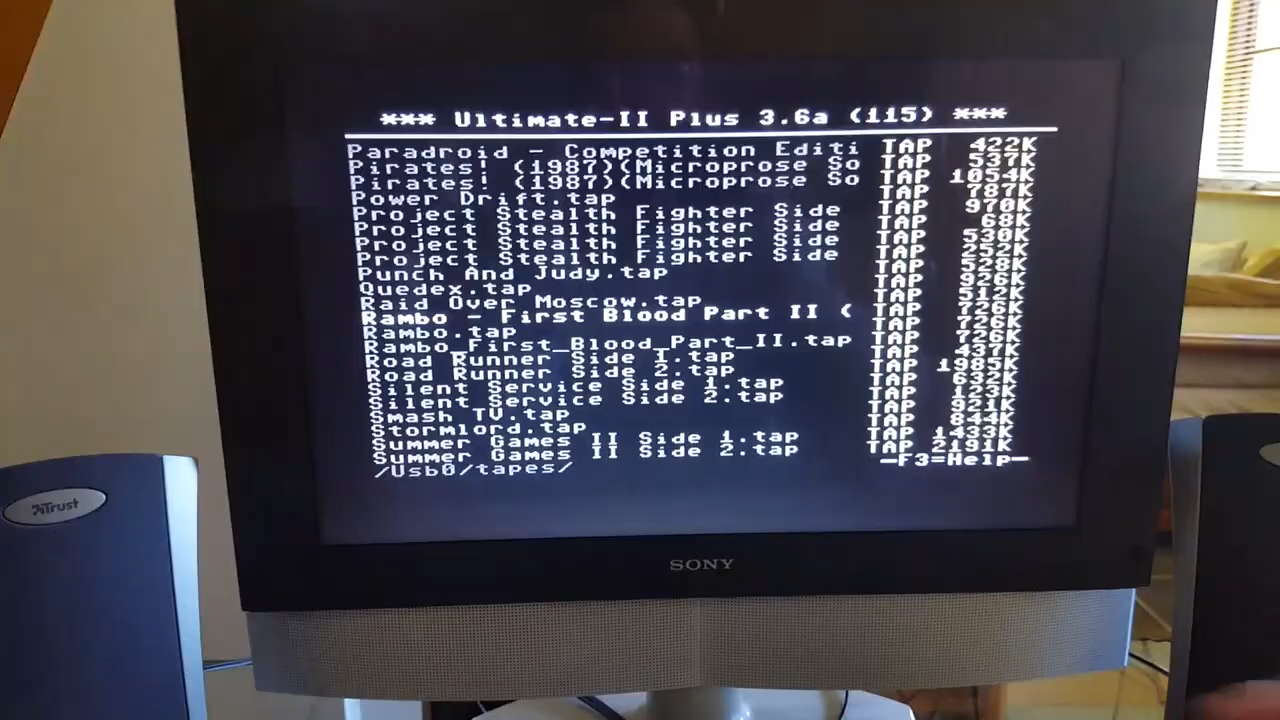 *** Ultimate-II Plus 3.6a (115) ***
Paradroid - Competition Editi TAP 422K
Pirates! (1987)(Microprose So TAP 537K
Pirates! (1987)(Microprose So TAP 1054K
Power Drift.tap TAP 787K
Project Stealth Fighter Side TAP 970K
Project Stealth Fighter Side TAP 68K
Project Stealth Fighter Side TAP 530K
Project Stealth Fighter Side TAP 252K
Punch And Judy.tap TAP 528K
Quedex.tap TAP 926K
Raid Over Moscow.tap TAP 512K
Rambo - First Blood Part II ( TAP 726K
Rambo.tap TAP 726K
Rambo_First_Blood_Part_II.tap TAP 726K
Road Runner Side 1.tap TAP 437K
Road Runner Side 2.tap TAP 1985K
Silent Service Side 1.tap TAP 632K
Silent Service Side 2.tap TAP 123K
Smash TV.tap TAP 921K
Stormlord.tap TAP 844K
Summer Games II Side 1.tap TAP 1433K
Summer Games II Side 2.tap TAP 2191K
/Usb0/tapes/ —F3=Help—
Trust
SONY